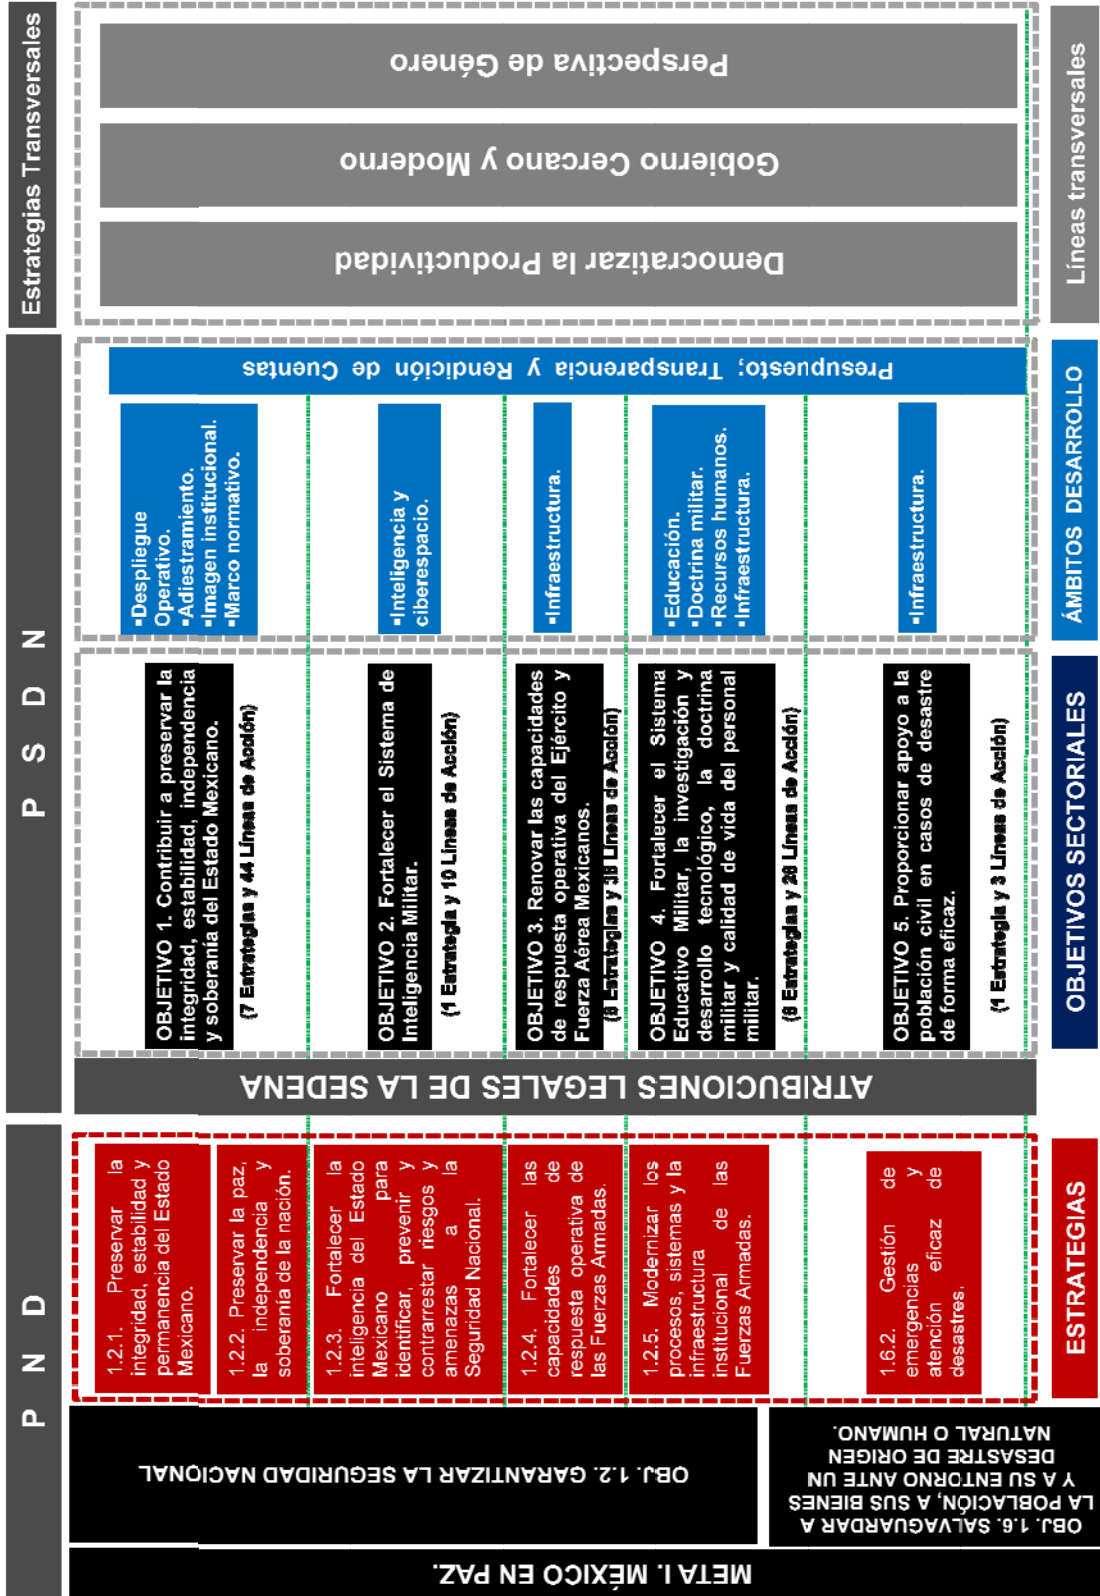 P N D
P S D N
Estrategias Transversales
META I. MÉXICO EN PAZ.
OBJ. 1.2. GARANTIZAR LA SEGURIDAD NACIONAL
OBJ. 1.6. SALVAGUARDAR A
LA POBLACIÓN, A SUS BIENES
Y A SU ENTORNO ANTE UN
DESASTRE DE ORIGEN
NATURAL O HUMANO.
1.2.1. Preservar la
integridad, estabilidad y
permanencia del Estado
Mexicano.
1.2.2. Preservar la paz,
la independencia y
soberanía de la nación.
1.2.3. Fortalecer la
inteligencia del Estado
Mexicano para
identificar, prevenir y
contrarrestar riesgos y
amenazas a la
Seguridad Nacional.
1.2.4. Fortalecer las
capacidades de
respuesta operativa de
las Fuerzas Armadas.
1.2.5. Modernizar los
procesos, sistemas y la
infraestructura
institucional de las
Fuerzas Armadas.
1.6.2. Gestión de
emergencias y
atención eficaz de
desastres.
ATRIBUCIONES LEGALES DE LA SEDENA
OBJETIVO 1. Contribuir a preservar la
integridad, estabilidad, independencia
y soberanía del Estado Mexicano.
(7 Estrategias y 44 Líneas de Acción)
OBJETIVO 2. Fortalecer el Sistema de
Inteligencia Militar.
(1 Estrategia y 10 Líneas de Acción)
OBJETIVO 3. Renovar las capacidades
de respuesta operativa del Ejército y
Fuerza Aérea Mexicanos.
Estrategias y Líneas de Acción)
OBJETIVO 4. Fortalecer el Sistema
Educativo Militar, la investigación y
desarrollo tecnológico, la doctrina
militar y calidad de vida del personal
militar.
Estrategias y Líneas de Acción)
OBJETIVO 5. Proporcionar apoyo a la
población civil en casos de desastre
de forma eficaz.
(1 Estrategia y 3 Líneas de Acción)
▪Despliegue
Operativo.
▪Adiestramiento.
▪Imagen institucional.
▪Marco normativo.
▪Inteligencia y
ciberespacio.
▪Infraestructura.
▪Educación.
▪Doctrina militar.
▪Recursos humanos.
▪Infraestructura.
▪Infraestructura.
Presupuesto; Transparencia y Rendición de Cuentas
Democratizar la Productividad
Gobierno Cercano y Moderno
Perspectiva de Género
ESTRATEGIAS
OBJETIVOS SECTORIALES
ÁMBITOS DESARROLLO
Líneas transversales